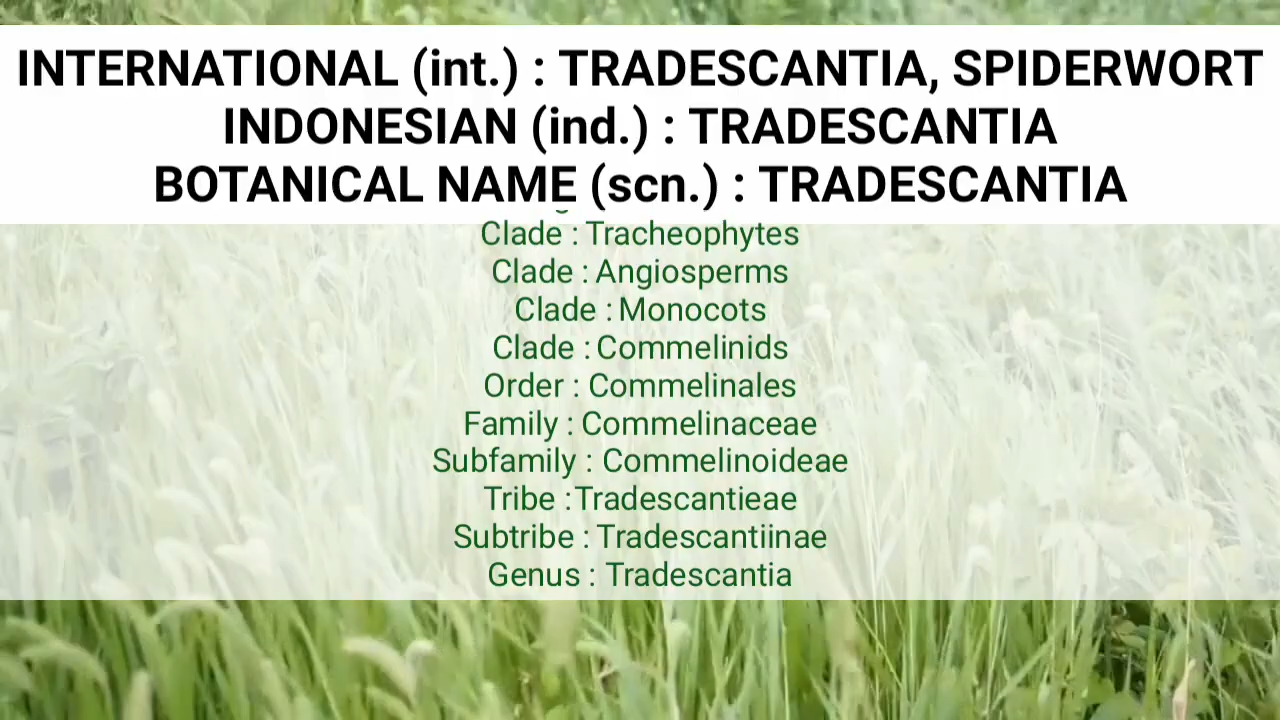 INTERNATIONAL (int.) : TRADESCANTIA, SPIDERWORT
INDONESIAN (ind.) : TRADESCANTIA
BOTANICAL NAME (scn.) : TRADESCANTIA
Clade : Tracheophytes
Clade : Angiosperms
Clade : Monocots
Clade : Commelinids
Order : Commelinales
Family : Commelinaceae
Subfamily : Commelinoideae
Tribe :Tradescantieae
Subtribe : Tradescantiinae
Genus : Tradescantia